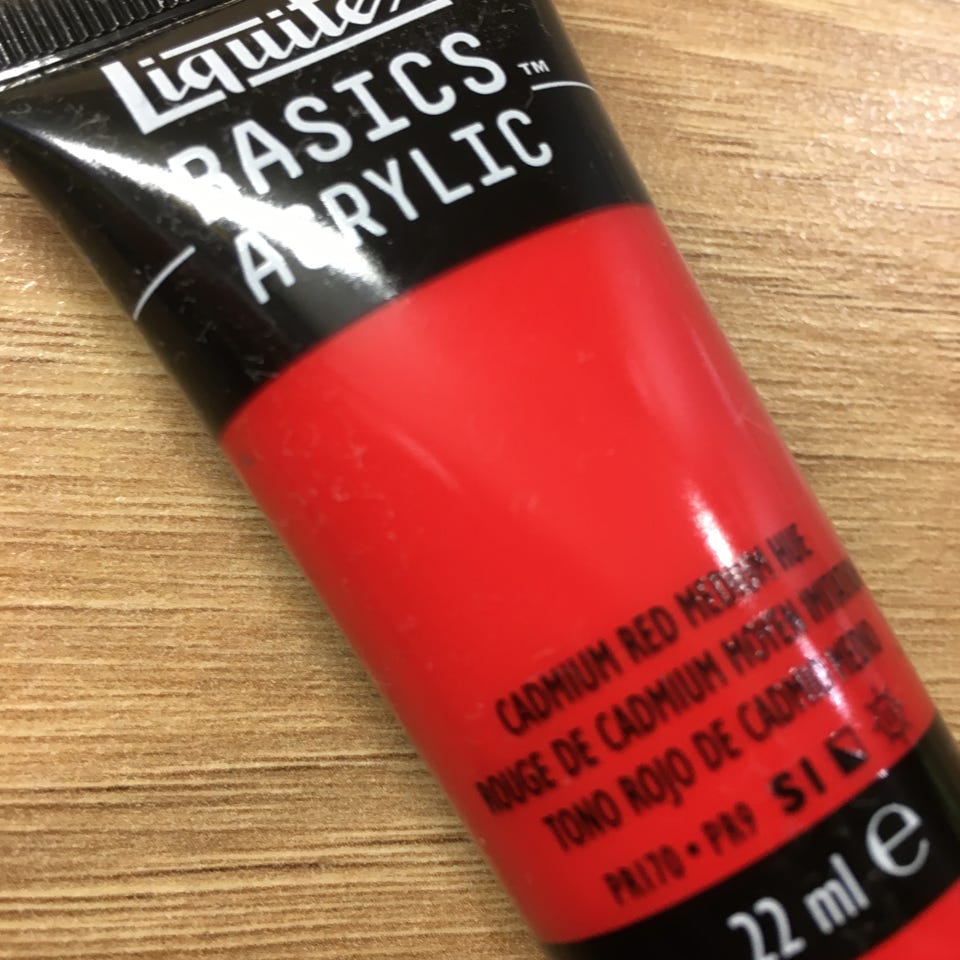 Liquitex
BASICS™
ACRYLIC
CADMIUM RED MEDIUM HUE
ROUGE DE CADMIUM MOYEN IMIT.
TONO ROJO DE CADMIO MEDIO
PR170 • PR9 S1
22 ml e